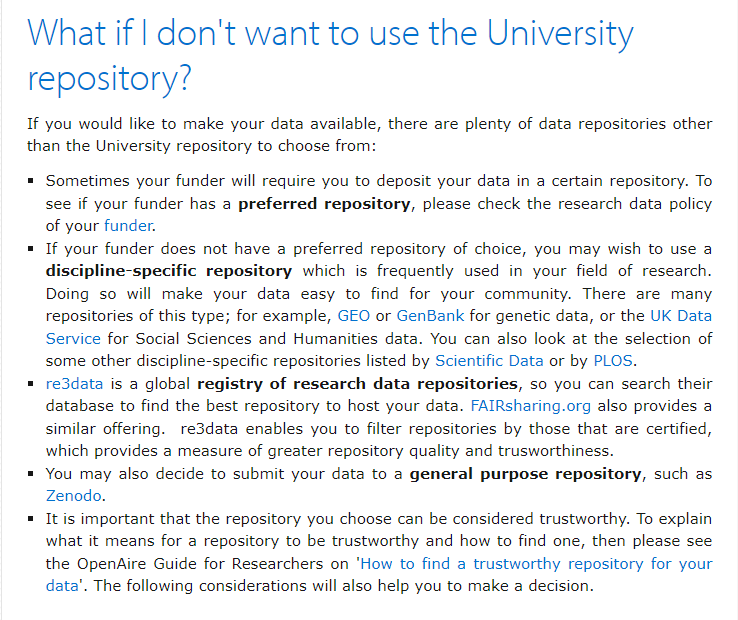 What if I don't want to use the University
repository?
If you would like to make your data available, there are plenty of data repositories other
than the University repository to choose from:
▪ Sometimes your funder will require you to deposit your data in a certain repository. To
see if your funder has a preferred repository, please check the research data policy
of your funder.
▪ If your funder does not have a preferred repository of choice, you may wish to use a
discipline-specific repository which is frequently used in your field of research.
Doing so will make your data easy to find for your community. There are many
repositories of this type; for example, GEO or GenBank for genetic data, or the UK Data
Service for Social Sciences and Humanities data. You can also look at the selection of
some other discipline-specific repositories listed by Scientific Data or by PLOS.
▪ re3data is a global registry of research data repositories, so you can search their
database to find the best repository to host your data. FAIRsharing.org also provides a
similar offering. re3data enables you to filter repositories by those that are certified,
which provides a measure of greater repository quality and trusworthiness.
▪ You may also decide to submit your data to a general purpose repository, such as
Zenodo.
▪ It is important that the repository you choose can be considered trustworthy. To explain
what it means for a repository to be trustworthy and how to find one, then please see
the OpenAire Guide for Researchers on 'How to find a trustworthy repository for your
data'. The following considerations will also help you to make a decision.